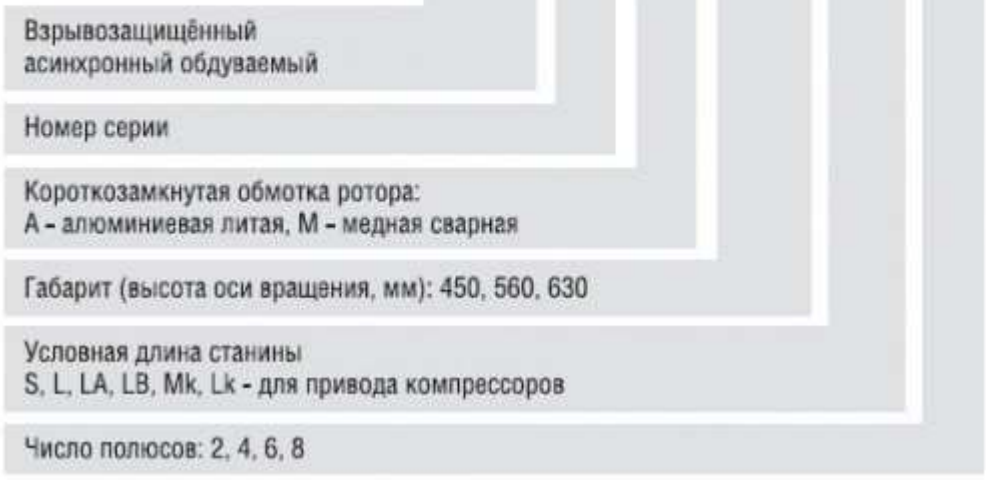 Взрывозащищённый
асинхронный обдуваемый
Номер серии
Короткозамкнутая обмотка ротора:
А - алюминиевая литая, М - медная сварная
Габарит (высота оси вращения, мм): 450, 560, 630
Условная длина станины
S, L, LA, LB, Mk, Lk - для привода компрессоров
Число полюсов: 2, 4, 6, 8